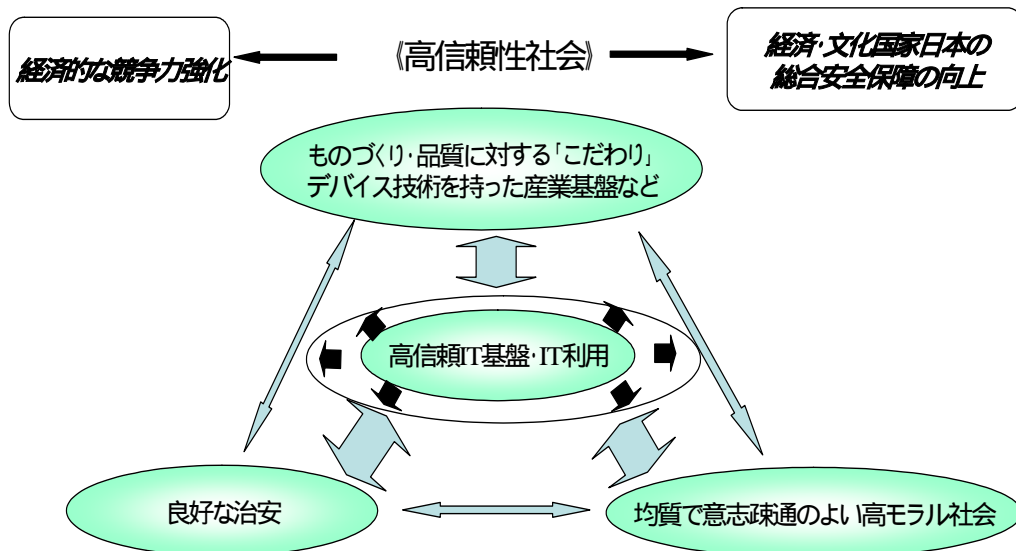 《高信頼性社会》
経済的な競争力強化
経済・文化国家日本の
総合安全保障の向上
ものづくり・品質に対する「こだわり」
デバイス技術を持った産業基盤など
高信頼IT基盤・IT利用
良好な治安
均質で意志疎通のよい高モラル社会